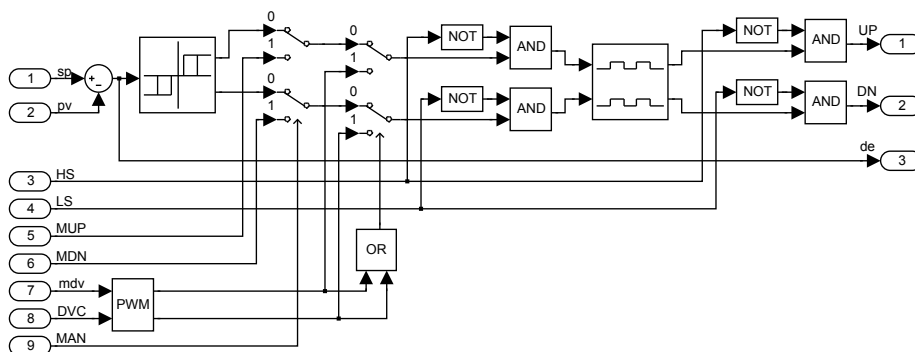 0
1
0
1
0
1
0
1
NOT
AND
NOT
AND
NOT
AND
NOT
AND
UP
1
DN
2
de
3
1
sp
+
−
2
pv
3
HS
4
LS
5
MUP
6
MDN
7
mdv
8
DVC
9
MAN
PWM
OR